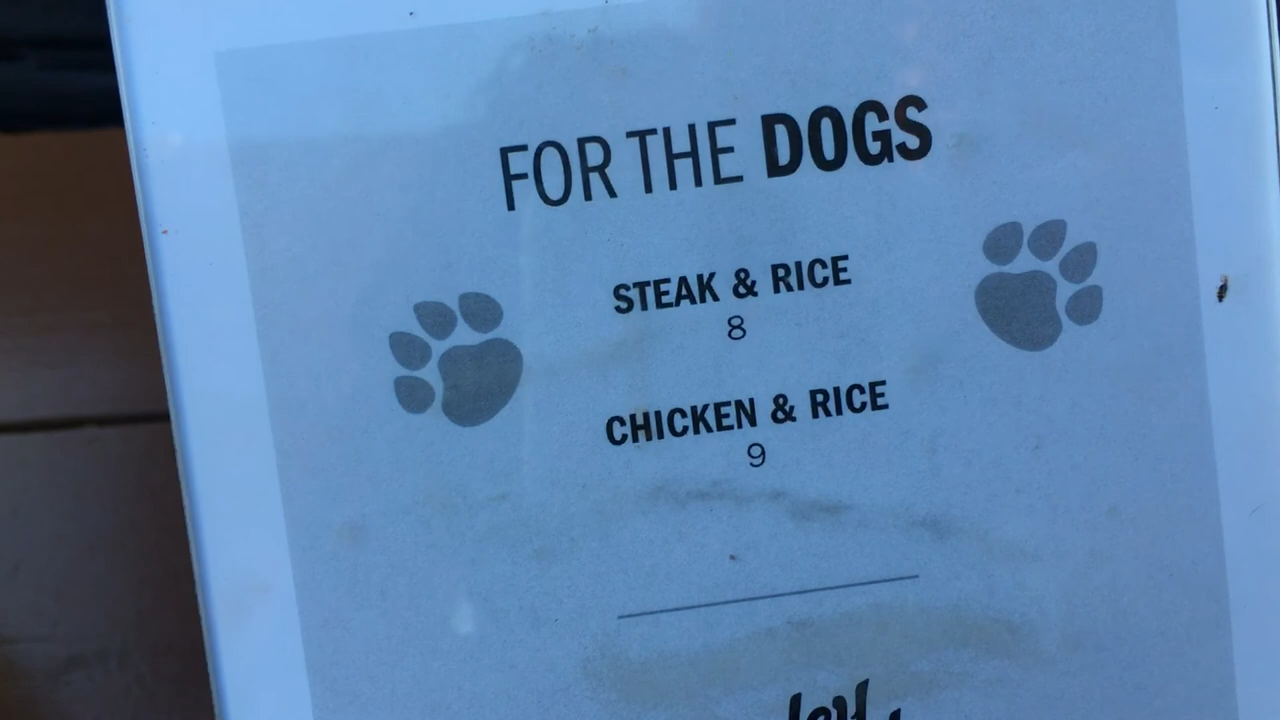 FOR THE DOGS
STEAK & RICE
8
CHICKEN & RICE
9